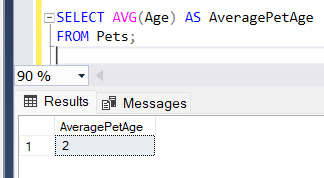 SELECT AVG(Age) AS AveragePetAge
FROM Pets;
90 %
Results Messages
AveragePetAge
1 2